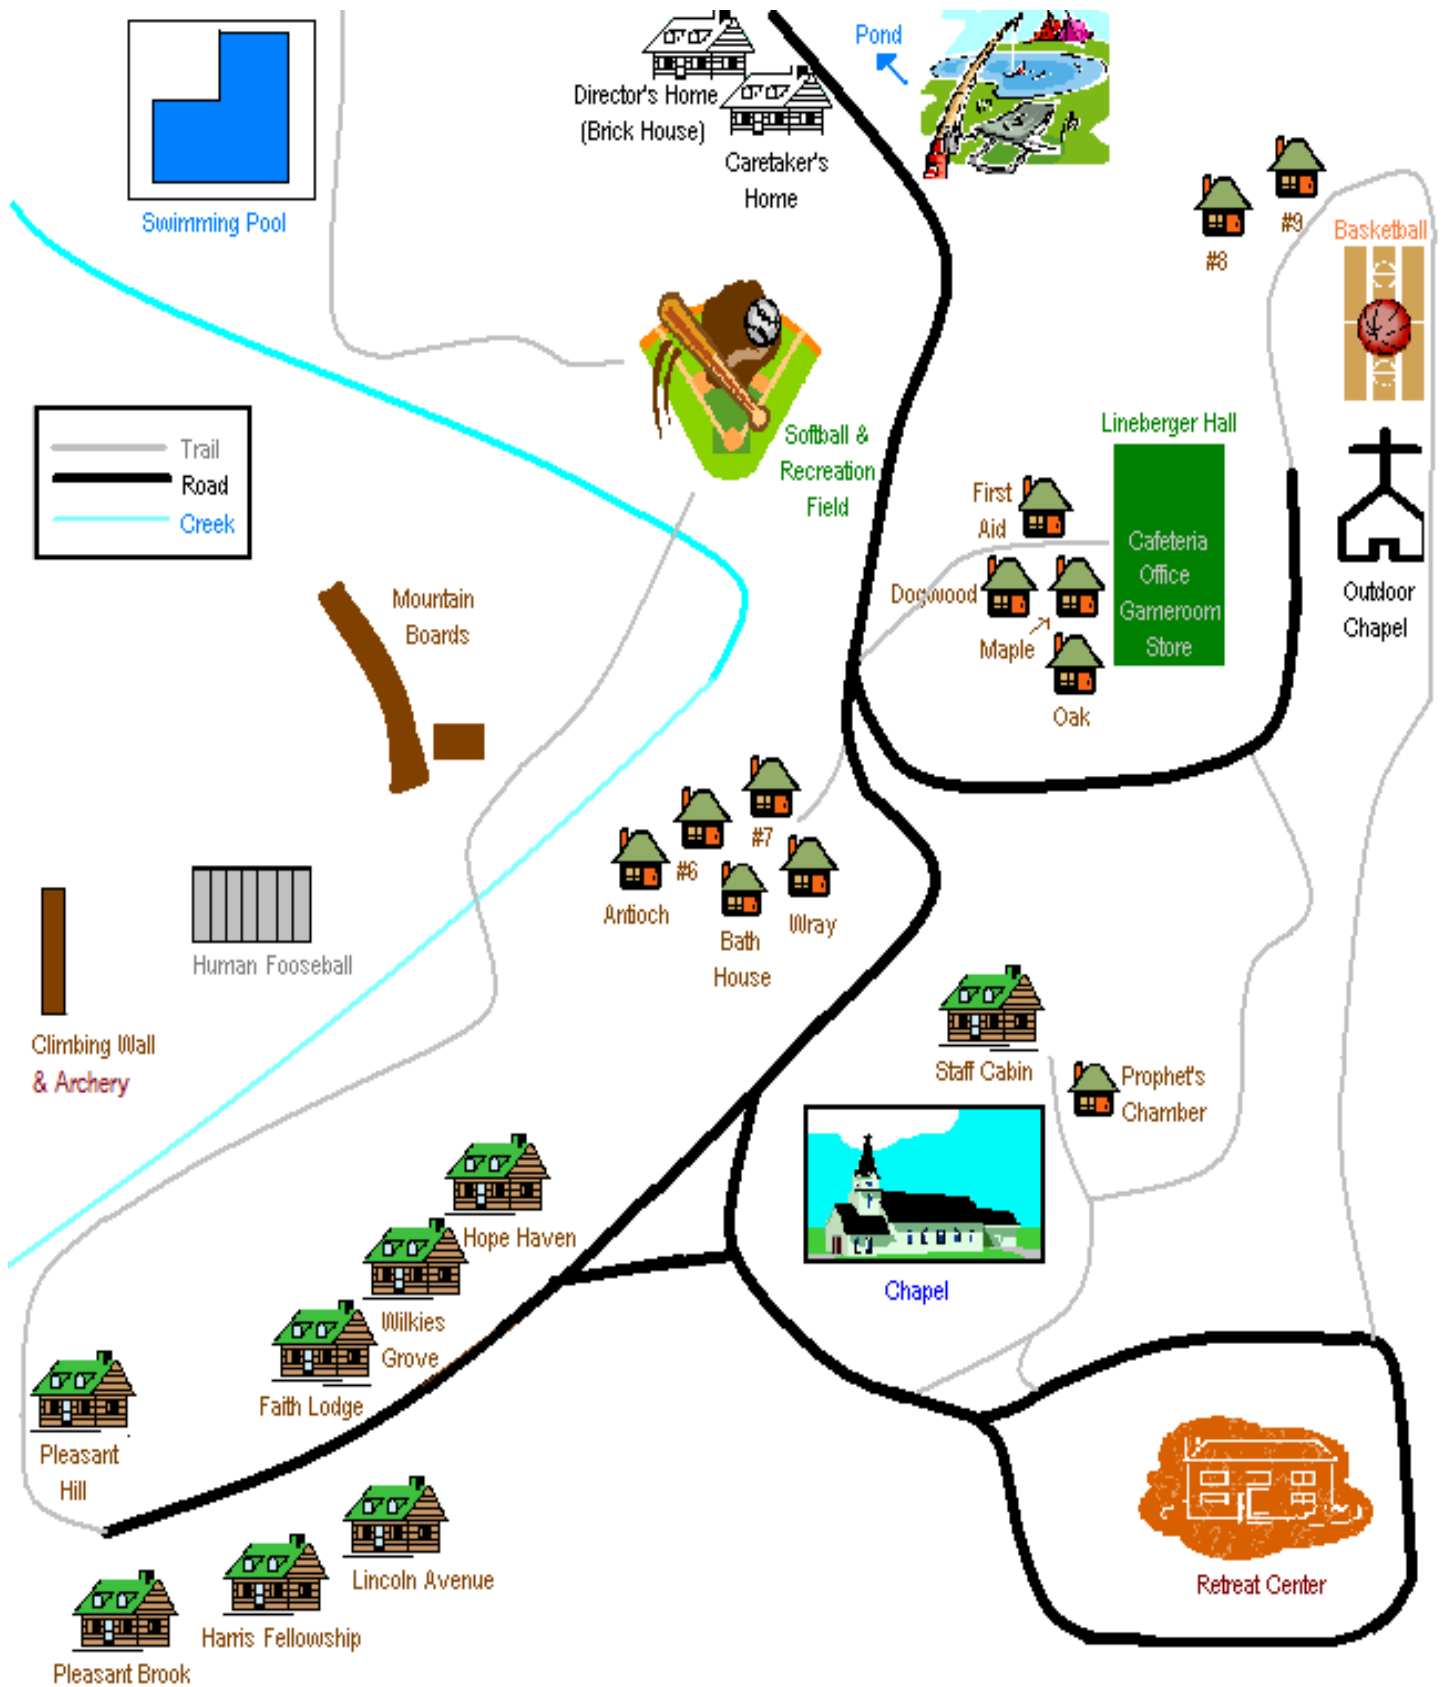 Pond
Director's Home
(Brick House)
Caretaker's
Home
Swimming Pool
#9
#8
Basketball
Trail
Road
Creek
Softball &
Recreation
Field
Lineberger Hall
First
Aid
Cafeteria
Office
Gameroom
Store
Dogwood
Maple
Oak
Outdoor
Chapel
Mountain
Boards
#7
#6
Antioch
Wray
Bath
House
Human Fooseball
Climbing Wall
& Archery
Staff Cabin
Prophet's
Chamber
Hope Haven
Chapel
Wilkies
Grove
Faith Lodge
Pleasant
Hill
Lincoln Avenue
Retreat Center
Harris Fellowship
Pleasant Brook